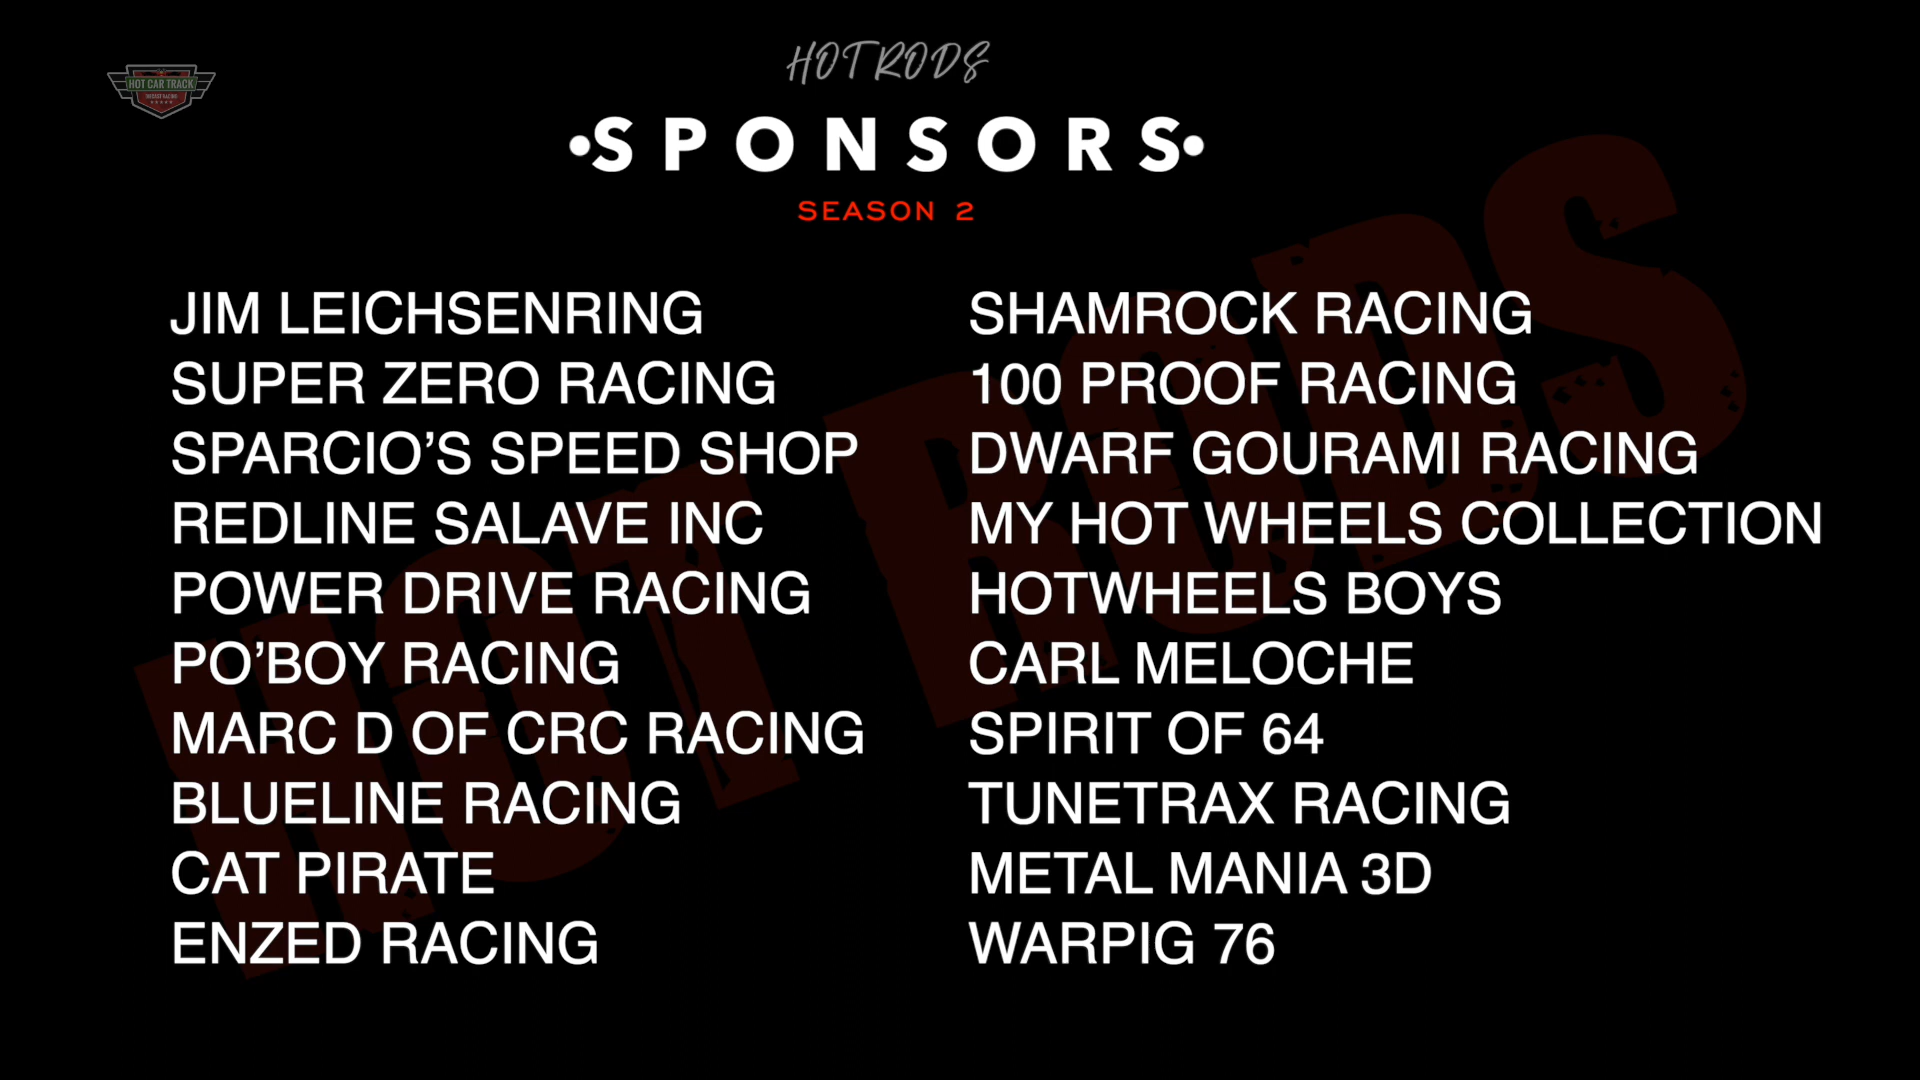 HOTRODS
HOT CAR TRACK
•SPONSORS•
SEASON 2
JIM LEICHSENRING
SUPER ZERO RACING
SPARCIO’S SPEED SHOP
REDLINE SALAVE INC
POWER DRIVE RACING
PO’BOY RACING
MARC D OF CRC RACING
BLUELINE RACING
CAT PIRATE
ENZED RACING
SHAMROCK RACING
100 PROOF RACING
DWARF GOURAMI RACING
MY HOT WHEELS COLLECTION
HOTWHEELS BOYS
CARL MELOCHE
SPIRIT OF 64
TUNETRAX RACING
METAL MANIA 3D
WARPIG 76
HOT RODS